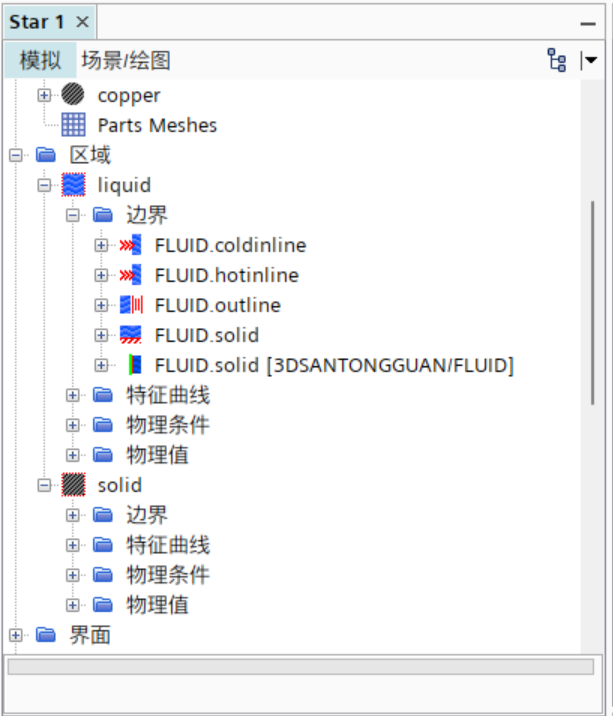 Star 1
模拟 场景/绘图
copper
Parts Meshes
区域
liquid
边界
FLUID.coldinline
FLUID.hotinline
FLUID.outline
FLUID.solid
FLUID.solid [3DSANTONGGUAN/FLUID]
特征曲线
物理条件
物理值
solid
边界
特征曲线
物理条件
物理值
界面